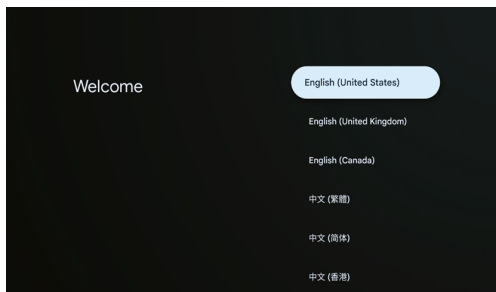 Welcome
English (United States)
English (United Kingdom)
English (Canada)
中文 (繁體)
中文 (简体)
中文 (香港)